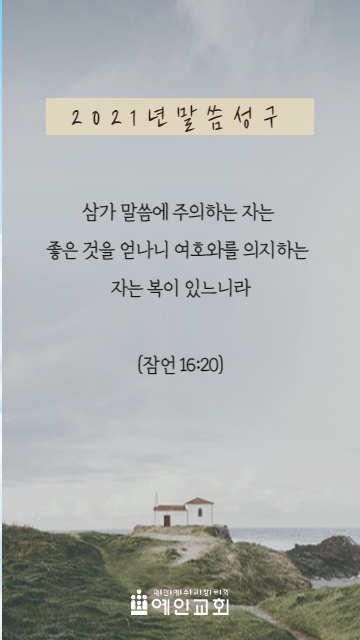 2021년말씀성구
삼가 말씀에 주의하는 자는
좋은 것을 얻나니 여호와를 의지하는
자는 복이 있느니라
(잠언 16:20)
예인교회